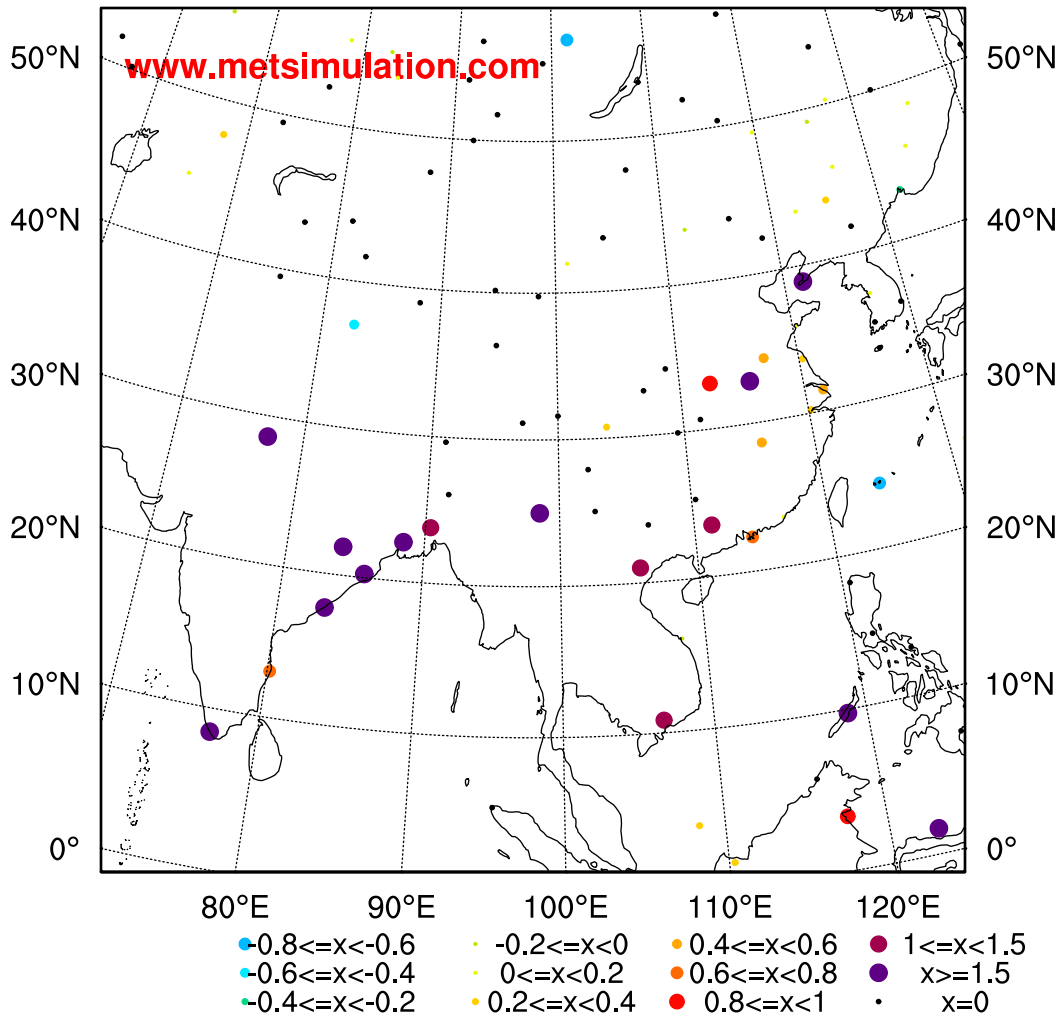 www.metsimulation.com
50°N 50°N
40°N 40°N
30°N 30°N
20°N 20°N
10°N 10°N
0° 0°
80°E 90°E 100°E 110°E 120°E
-0.8<=x<-0.6 -0.2<=x<0 0.4<=x<0.6 1<=x<1.5
-0.6<=x<-0.4 0<=x<0.2 0.6<=x<0.8 x>=1.5
-0.4<=x<-0.2 0.2<=x<0.4 0.8<=x<1 x=0